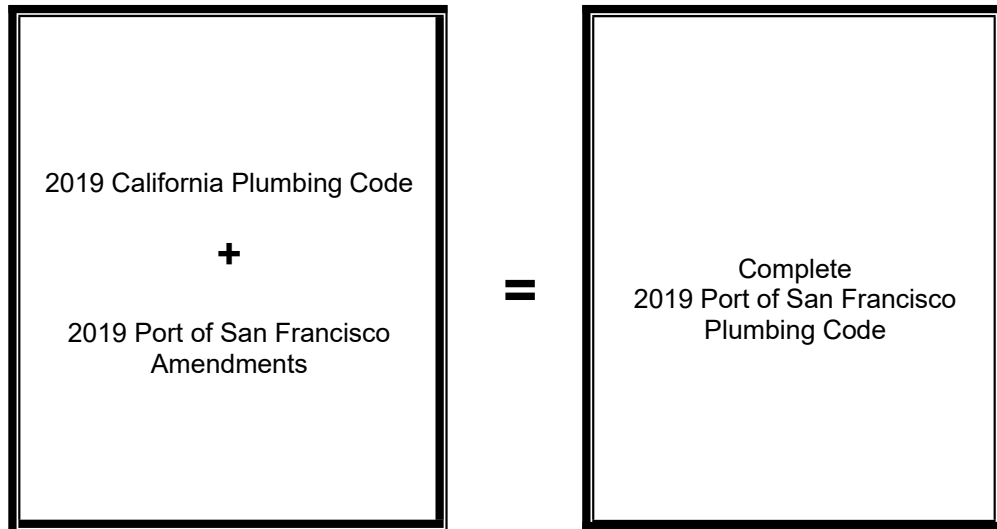 2019 California Plumbing Code
+
2019 Port of San Francisco
Amendments
=
Complete
2019 Port of San Francisco
Plumbing Code